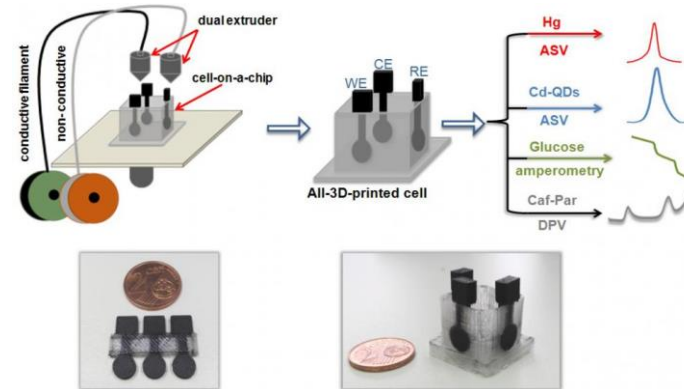 dual extruder
cell-on-a-chip
conductive filament
non-conductive
WE
CE
RE
All-3D-printed cell
Hg
ASV
Cd-QDs
ASV
Glucose
amperometry
Caf-Par
DPV
2